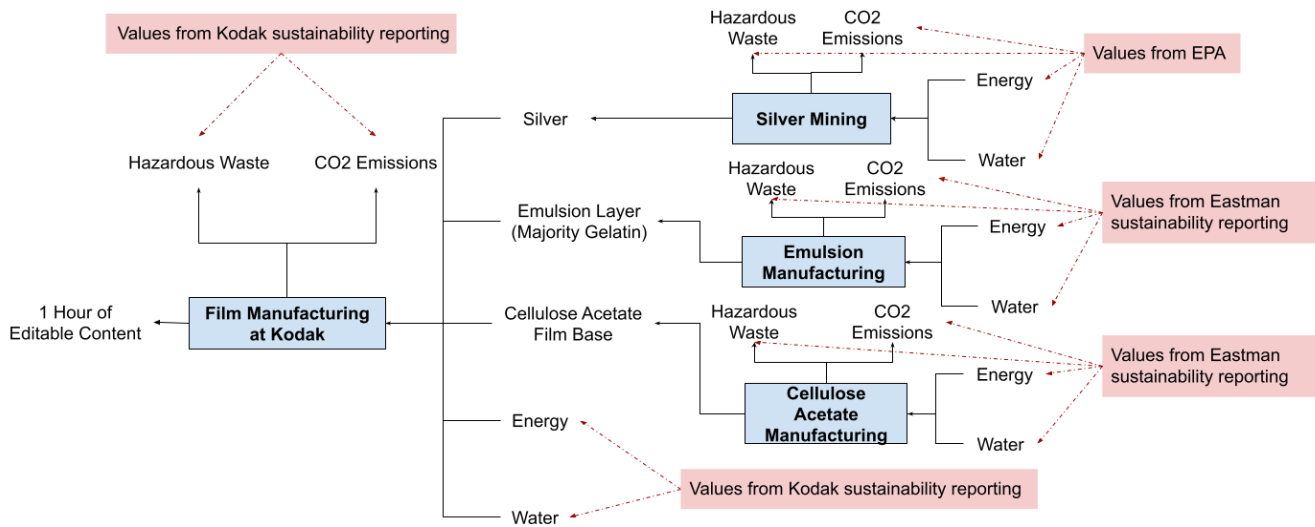 Values from Kodak sustainability reporting
Hazardous
Waste
CO2
Emissions
Values from EPA
Energy
Silver
Silver Mining
Hazardous Waste
CO2 Emissions
Water
Hazardous
Waste
CO2
Emissions
Values from Eastman
sustainability reporting
Emulsion Layer
(Majority Gelatin)
Energy
Emulsion
Manufacturing
Water
1 Hour of
Editable Content
Film Manufacturing
at Kodak
Cellulose Acetate
Film Base
Hazardous
Waste
CO2
Emissions
Values from Eastman
sustainability reporting
Energy
Cellulose
Acetate
Manufacturing
Energy
Water
Values from Kodak sustainability reporting
Water